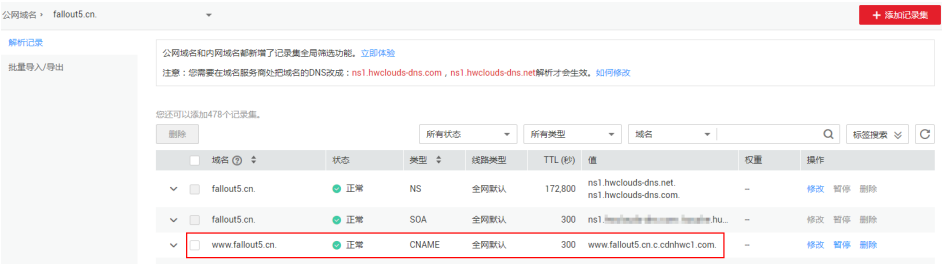 公网域名 › fallout5.cn.
+ 添加记录集
解析记录
批量导入/导出
公网域名和内网域名都新增了记录集全局筛选功能。立即体验
注意：您需要在域名服务商处把域名的DNS改成：ns1.hwclouds-dns.com，ns1.hwclouds-dns.net解析才会生效。如何修改
您还可以添加478个记录集。
删除 所有状态 所有类型 域名 标签搜索
域名 状态 类型 线路类型 TTL (秒) 值 权重 操作
fallout5.cn. 正常 NS 全网默认 172,800 ns1.hwclouds-dns.net. – 修改 暂停 删除
ns1.hwclouds-dns.com.
fallout5.cn. 正常 SOA 全网默认 300 ns1. hu... – 修改 暂停 删除
www.fallout5.cn. 正常 CNAME 全网默认 300 www.fallout5.cn.c.cdnhwc1.com. – 修改 暂停 删除